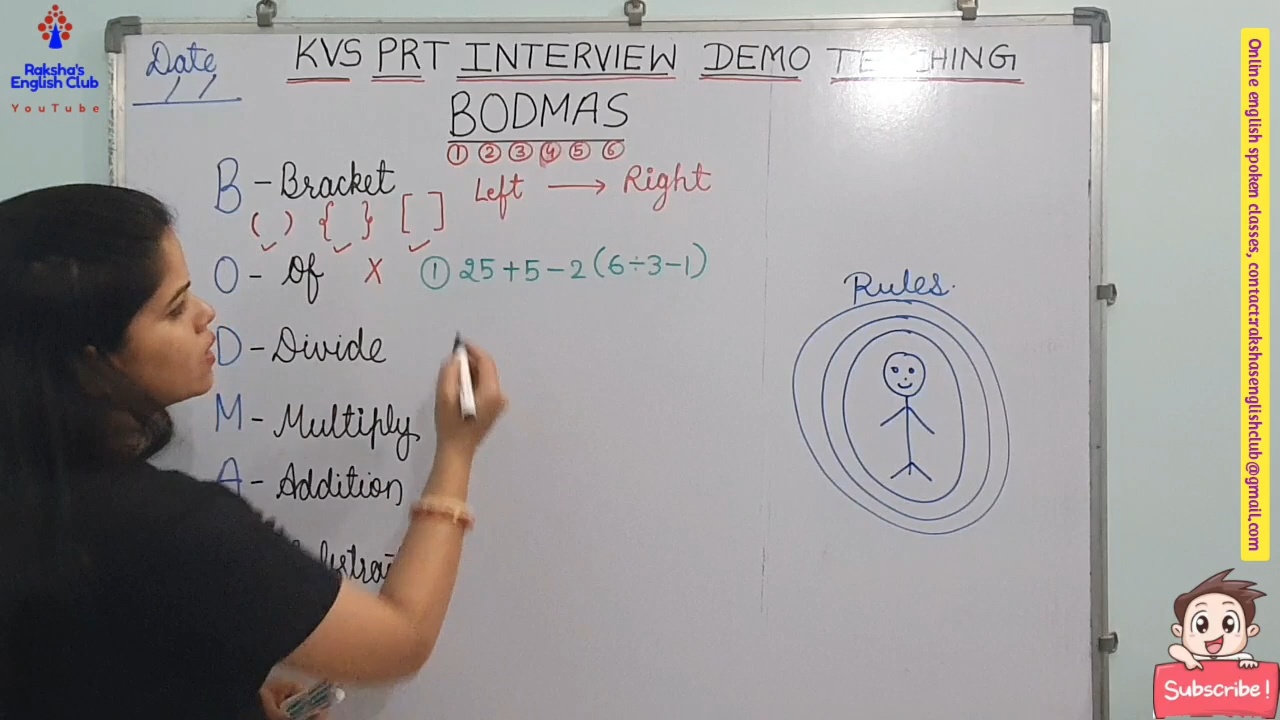 Raksha's
English Club
YouTube
Date
KVS PRT INTERVIEW DEMO TEACHING
BODMAS
① ② ③ ④ ⑤ ⑥
B - Bracket
Left → Right
( ) { } [ ]
O - Of X
① 25 + 5 - 2 ( 6 ÷ 3 - 1 )
D - Divide
M - Multiply
A - Addition
Rules.
Online english spoken classes, contact:rakshasenglishclub@gmail.com
Subscribe !